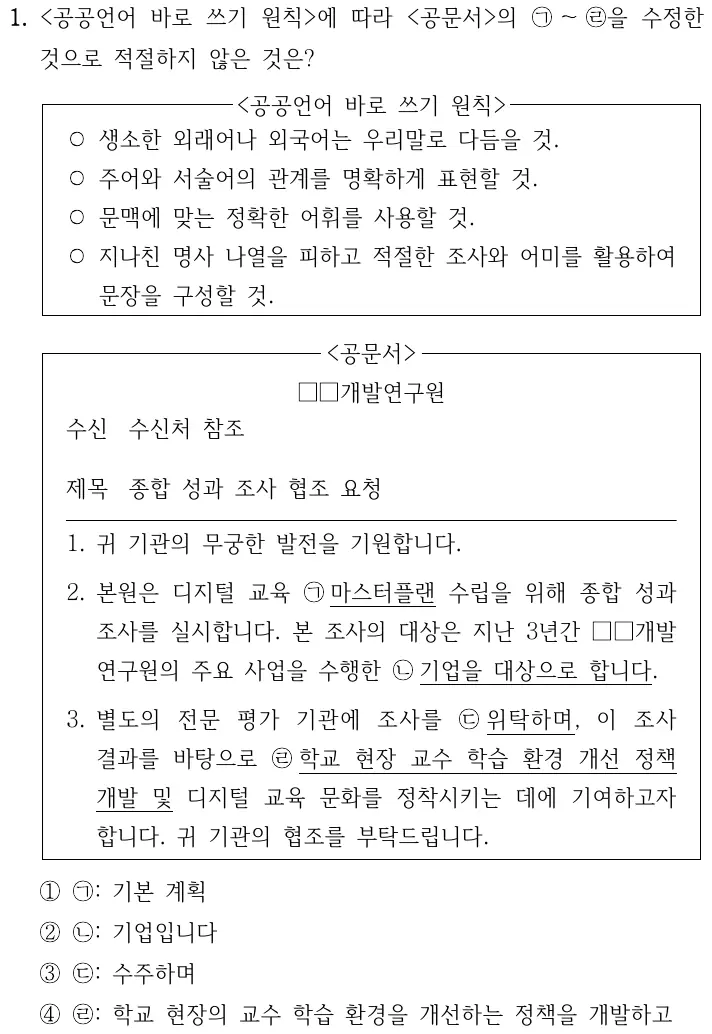 1. <공공언어 바로 쓰기 원칙>에 따라 <공문서>의 ㉠ ~ ㉣을 수정한
것으로 적절하지 않은 것은?
<공공언어 바로 쓰기 원칙>
○ 생소한 외래어나 외국어는 우리말로 다듬을 것.
○ 주어와 서술어의 관계를 명확하게 표현할 것.
○ 문맥에 맞는 정확한 어휘를 사용할 것.
○ 지나친 명사 나열을 피하고 적절한 조사와 어미를 활용하여
문장을 구성할 것.
<공문서>
□□개발연구원
수신 수신처 참조
제목 종합 성과 조사 협조 요청
1. 귀 기관의 무궁한 발전을 기원합니다.
2. 본원은 디지털 교육 ㉠마스터플랜 수립을 위해 종합 성과
조사를 실시합니다. 본 조사의 대상은 지난 3년간 □□개발
연구원의 주요 사업을 수행한 ㉡기업을 대상으로 합니다.
3. 별도의 전문 평가 기관에 조사를 ㉢위탁하며, 이 조사
결과를 바탕으로 ㉣학교 현장 교수 학습 환경 개선 정책
개발 및 디지털 교육 문화를 정착시키는 데에 기여하고자
합니다. 귀 기관의 협조를 부탁드립니다.
① ㉠: 기본 계획
② ㉡: 기업입니다
③ ㉢: 수주하며
④ ㉣: 학교 현장의 교수 학습 환경을 개선하는 정책을 개발하고